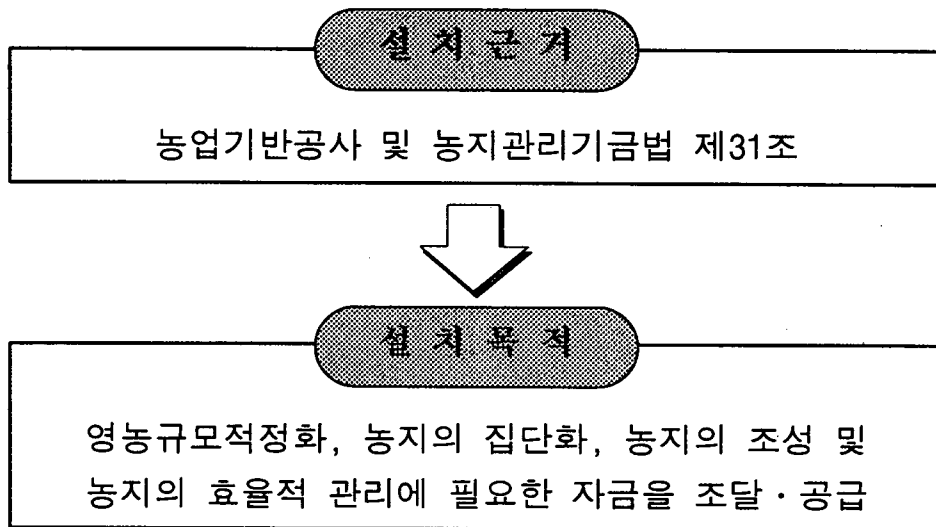 설치근거
농업기반공사 및 농지관리기금법 제31조
설치목적
영농규모적정화, 농지의 집단화, 농지의 조성 및
농지의 효율적 관리에 필요한 자금을 조달·공급